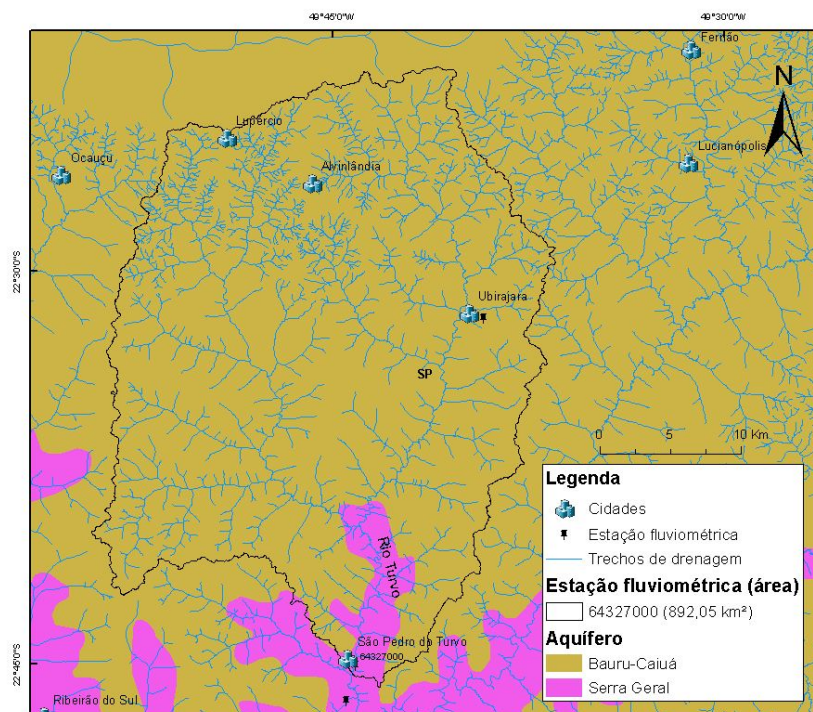 49°45'0"W
49°30'0"W
Fernão
N
Lupércio
Ocauçu
Alvinlândia
Lucianópolis
22°30'0"S
Ubirajara
SP
0 5 10 Km
Legenda
Cidades
Estação fluviométrica
Trechos de drenagem
Estação fluviométrica (área)
64327000 (892,05 km²)
Aquífero
Bauru-Caiuá
Serra Geral
Rio Turvo
São Pedro do Turvo
64327000
22°45'0"S
Ribeirão do Sul